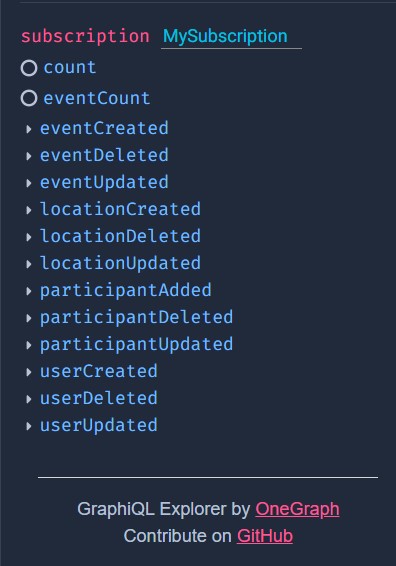 subscription MySubscription
count
eventCount
eventCreated
eventDeleted
eventUpdated
locationCreated
locationDeleted
locationUpdated
participantAdded
participantDeleted
participantUpdated
userCreated
userDeleted
userUpdated
GraphiQL Explorer by OneGraph
Contribute on GitHub